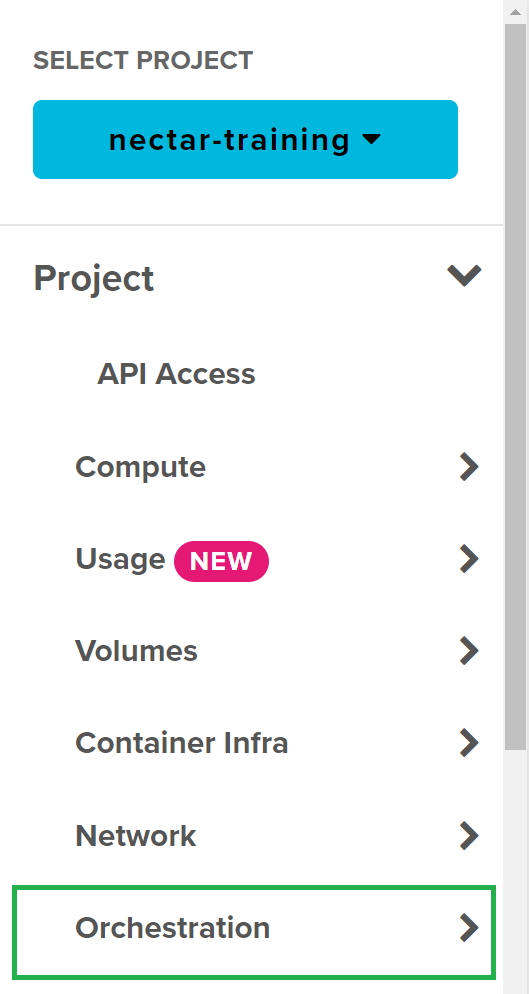 SELECT PROJECT
nectar-training
Project
API Access
Compute
Usage NEW
Volumes
Container Infra
Network
Orchestration